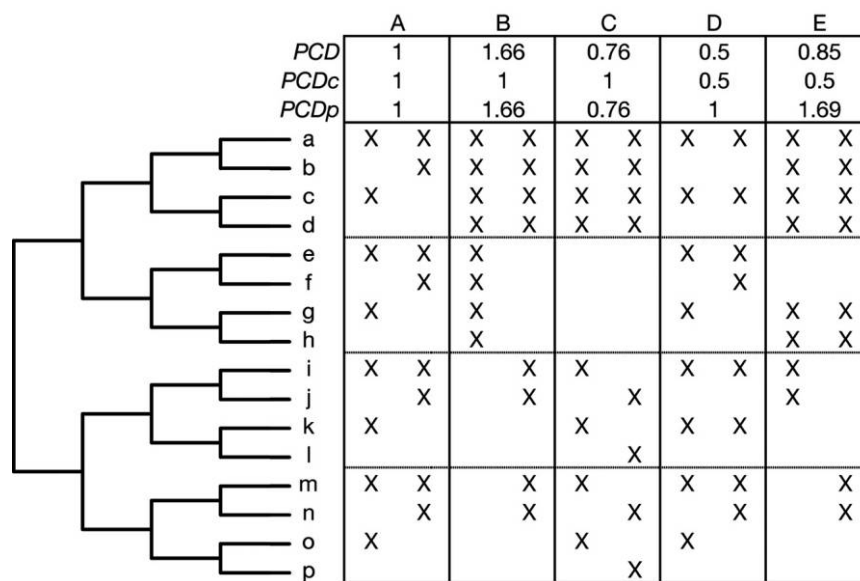 A B C D E
PCD 1 1.66 0.76 0.5 0.85
PCDc 1 1 1 0.5 0.5
PCDp 1 1.66 0.76 1 1.69
a X X X X X X X X X X
b X X X X X X X
c X X X X X X X X X
d X X X X X X
e X X X X X
f X X X
g X X X X X
h X X X
i X X X X X X X
j X X X X
k X X X X
l X
m X X X X X X X
n X X X X X
o X X X
p X